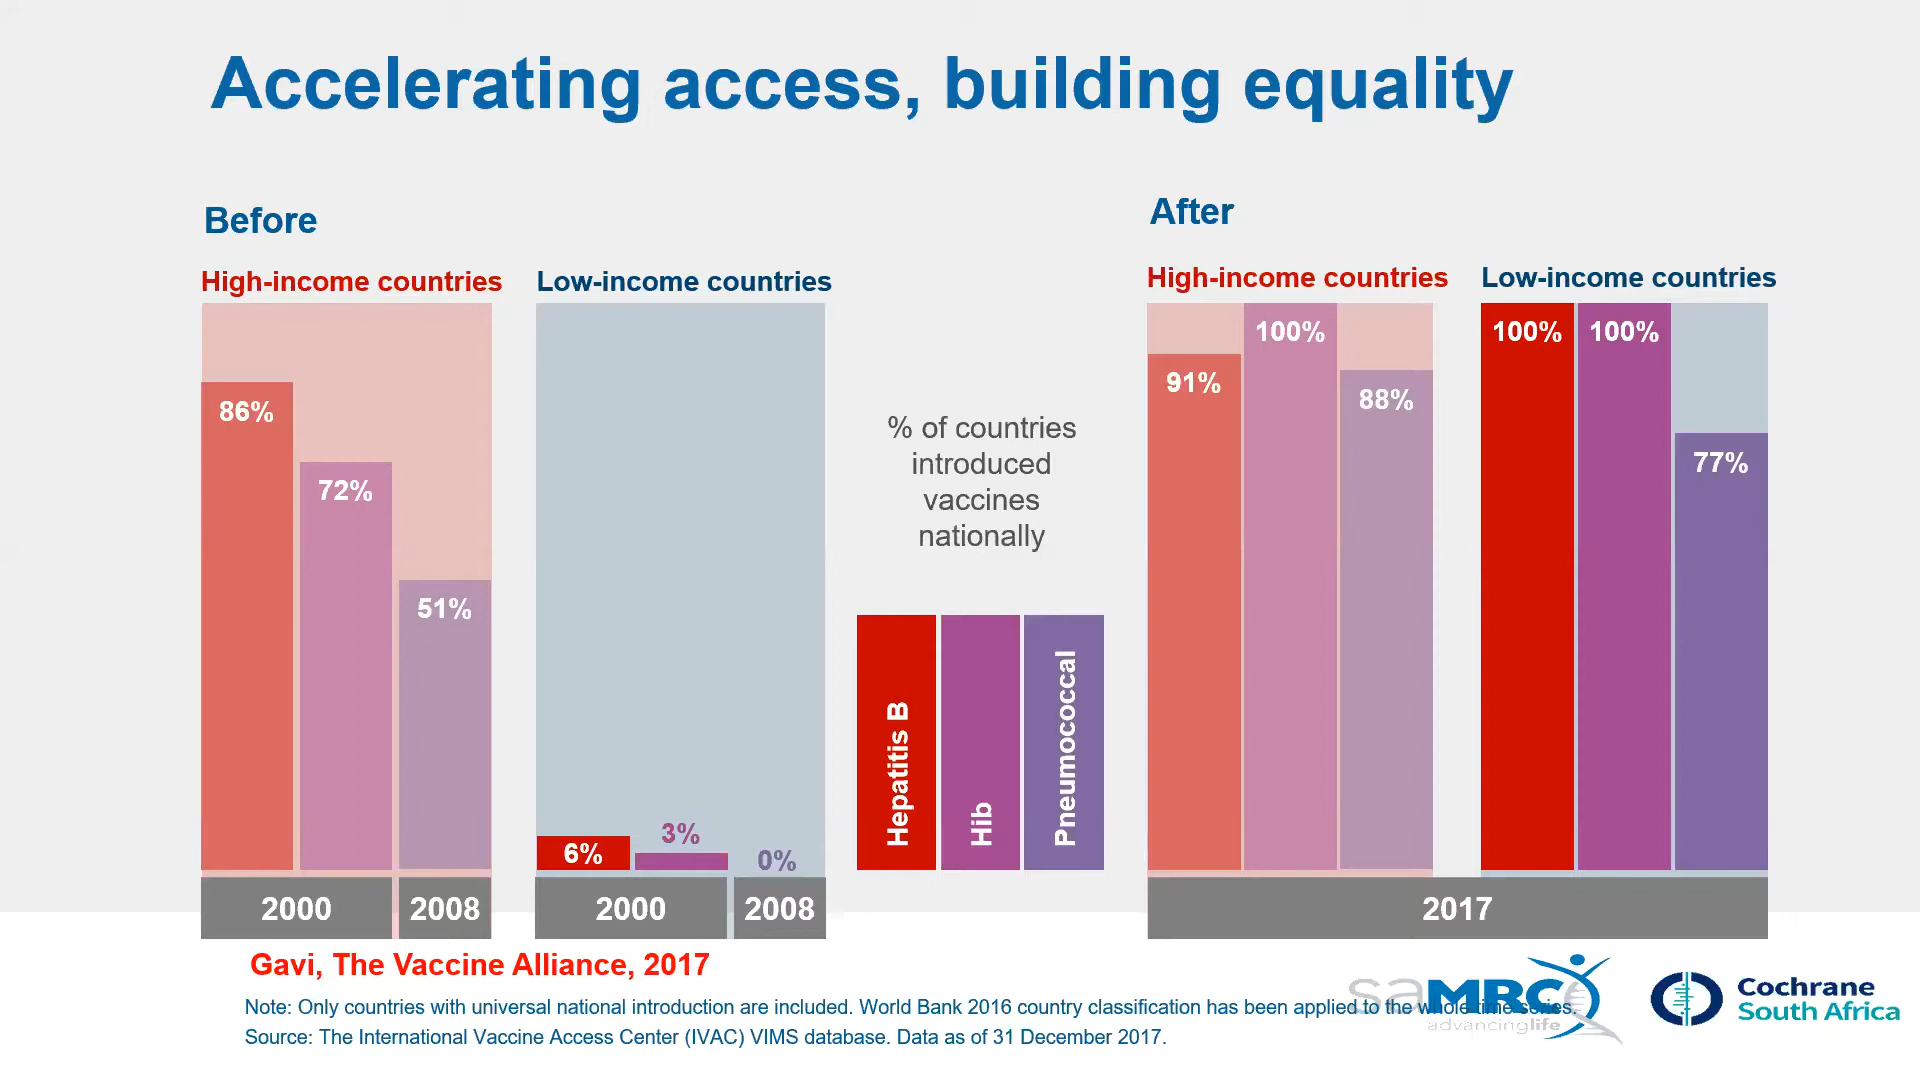 Accelerating access, building equality
Before
High-income countries
Low-income countries
86%
72%
51%
6%
3%
0%
2000
2008
2000
2008
% of countries
introduced
vaccines
nationally
Hepatitis B
Hib
Pneumococcal
After
High-income countries
Low-income countries
91%
100%
88%
100%
100%
77%
2017
Gavi, The Vaccine Alliance, 2017
Note: Only countries with universal national introduction are included. World Bank 2016 country classification has been applied to the whole time series.
Source: The International Vaccine Access Center (IVAC) VIMS database. Data as of 31 December 2017.
saMRC
advancinglife
Cochrane
South Africa